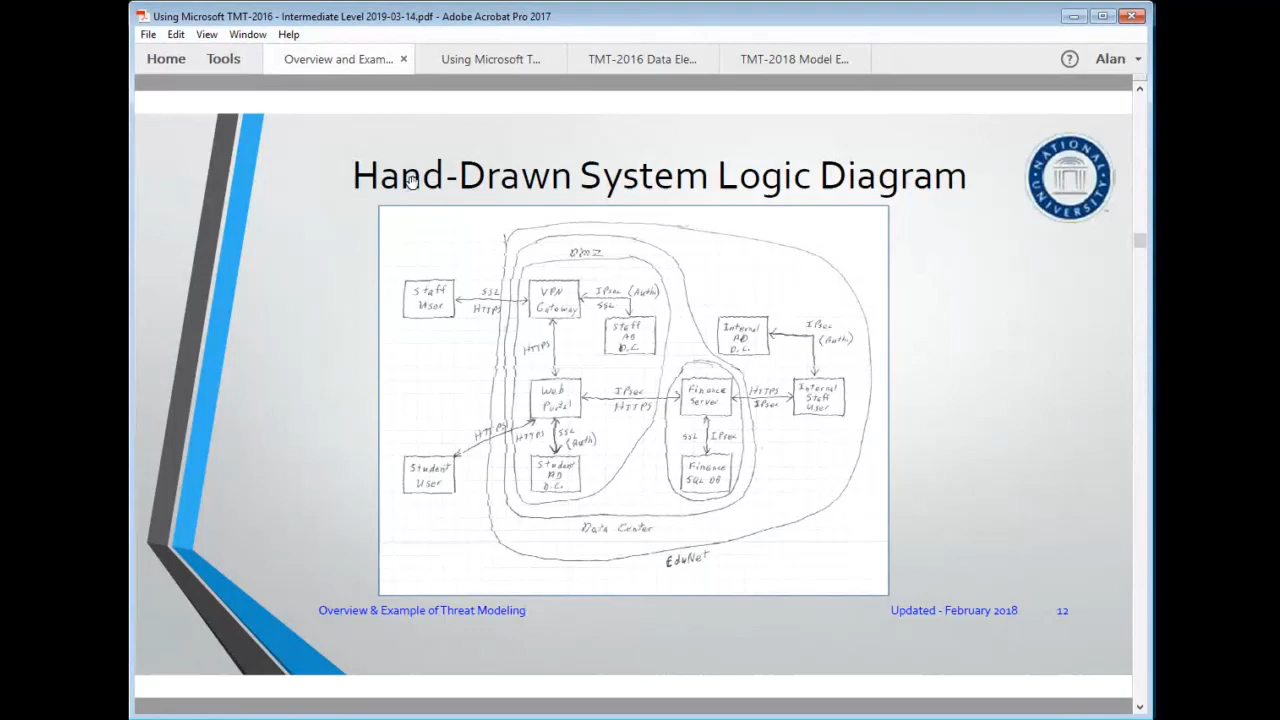 Using Microsoft TMT-2016 - Intermediate Level 2019-03-14.pdf - Adobe Acrobat Pro 2017
File Edit View Window Help
Home Tools Overview and Exam... × Using Microsoft T... TMT-2016 Data Ele... TMT-2018 Model E... ? Alan
Hand-Drawn System Logic Diagram
NATIONAL UNIVERSITY
DMZ
Staff
User
SSL
HTTPS
VPN
Gateway
IPsec (Auth)
SSL
Staff
AD
D.C.
Internal
AD
D.C.
IPsec
(Auth)
HTTPS
Web
Portal
IPsec
HTTPS
Finance
Server
HTTPS
IPsec
Internal
Staff
User
HTTPS
HTTPS
SSL
(Auth)
SSL
IPsec
Student
User
Student
AD
D.C.
Finance
SQL DB
Data Center
EduNet
Overview & Example of Threat Modeling
Updated - February 2018
12